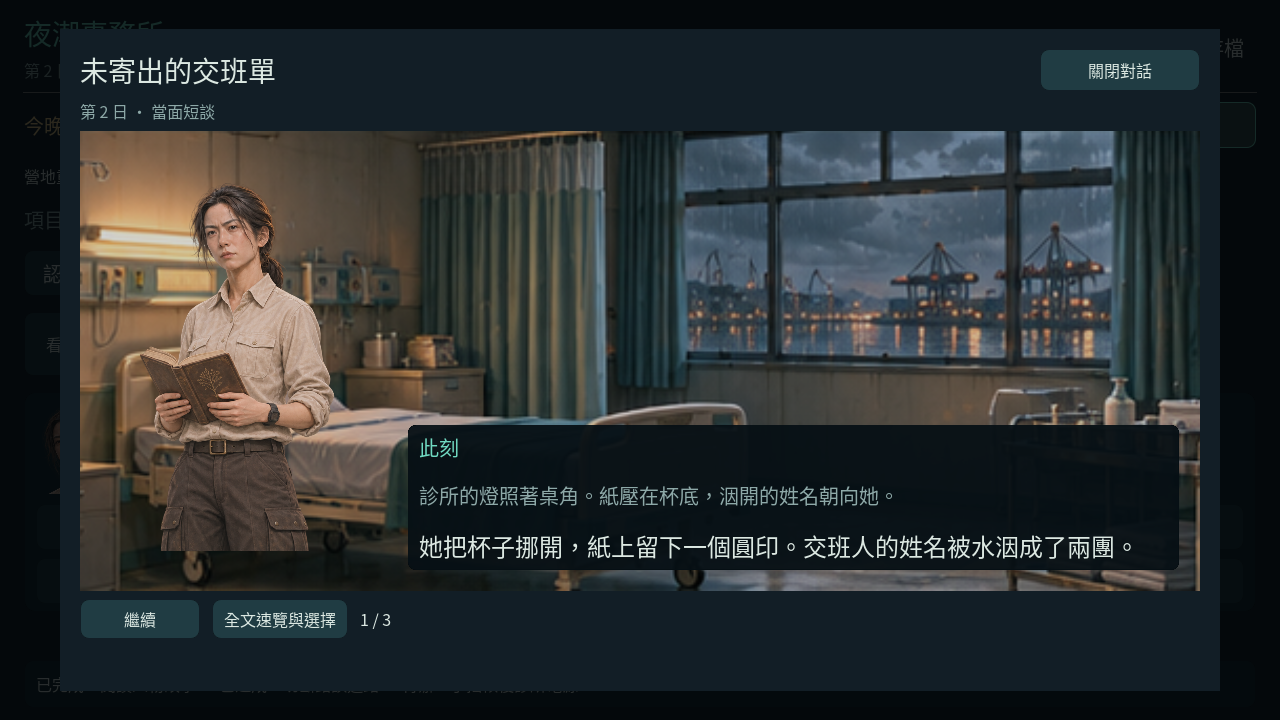 未寄出的交班單
關閉對話
第 2 日 · 當面短談
此刻
診所的燈照著桌角。紙壓在杯底，洇開的姓名朝向她。
她把杯子挪開，紙上留下一個圓印。交班人的姓名被水洇成了兩團。
繼續
全文速覽與選擇
1 / 3